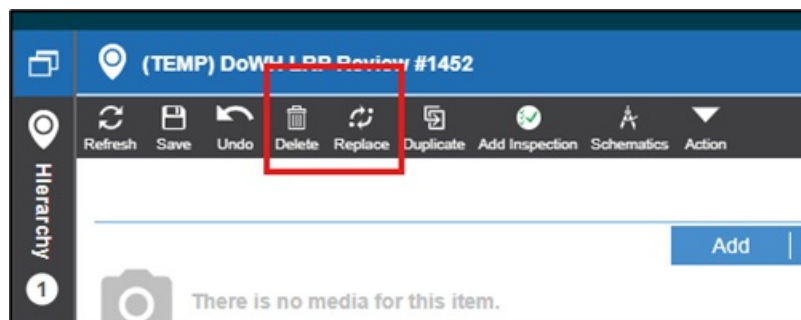 (TEMP) DoWH LRP Review #1452
Refresh Save Undo Delete Replace Duplicate Add Inspection Schematics Action
Hierarchy
1
Add
There is no media for this item.